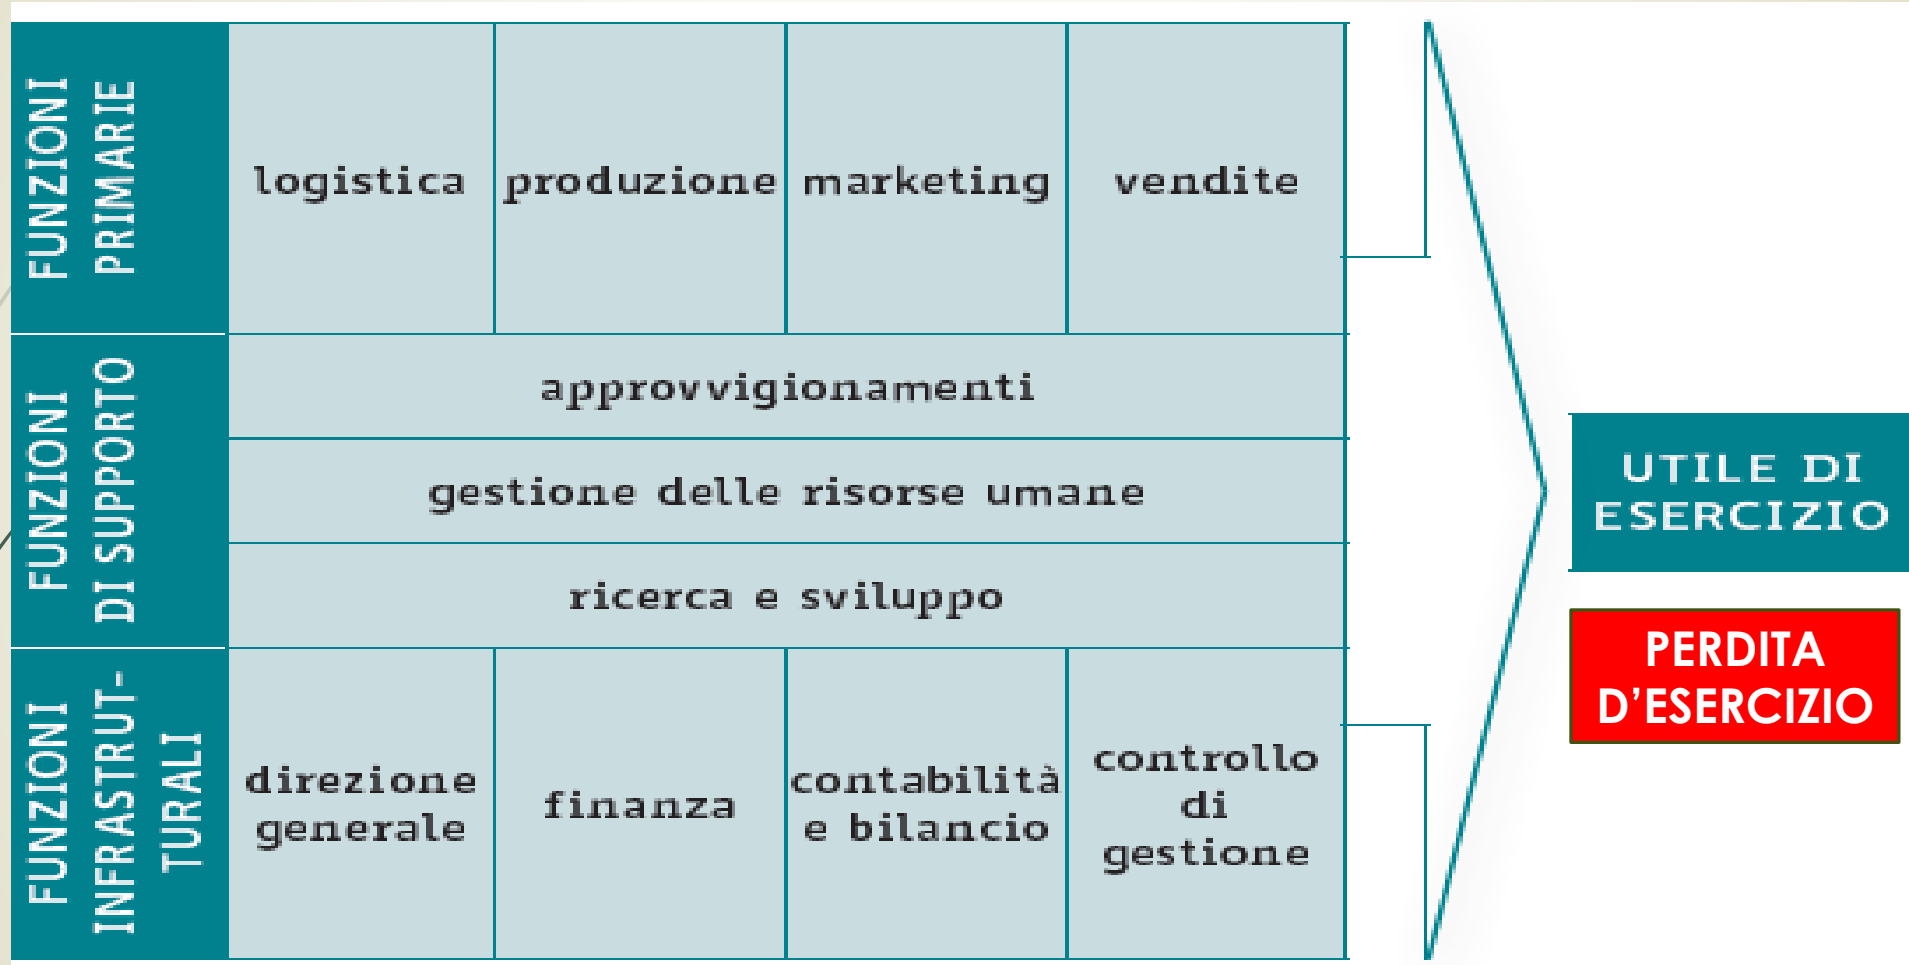 FUNZIONI
PRIMARIE
logistica
produzione
marketing
vendite
FUNZIONI
DI SUPPORTO
approvvigionamenti
gestione delle risorse umane
ricerca e sviluppo
FUNZIONI
INFRASTRUT-
TURALI
direzione
generale
finanza
contabilità
e bilancio
controllo
di
gestione
UTILE DI
ESERCIZIO
PERDITA
D’ESERCIZIO